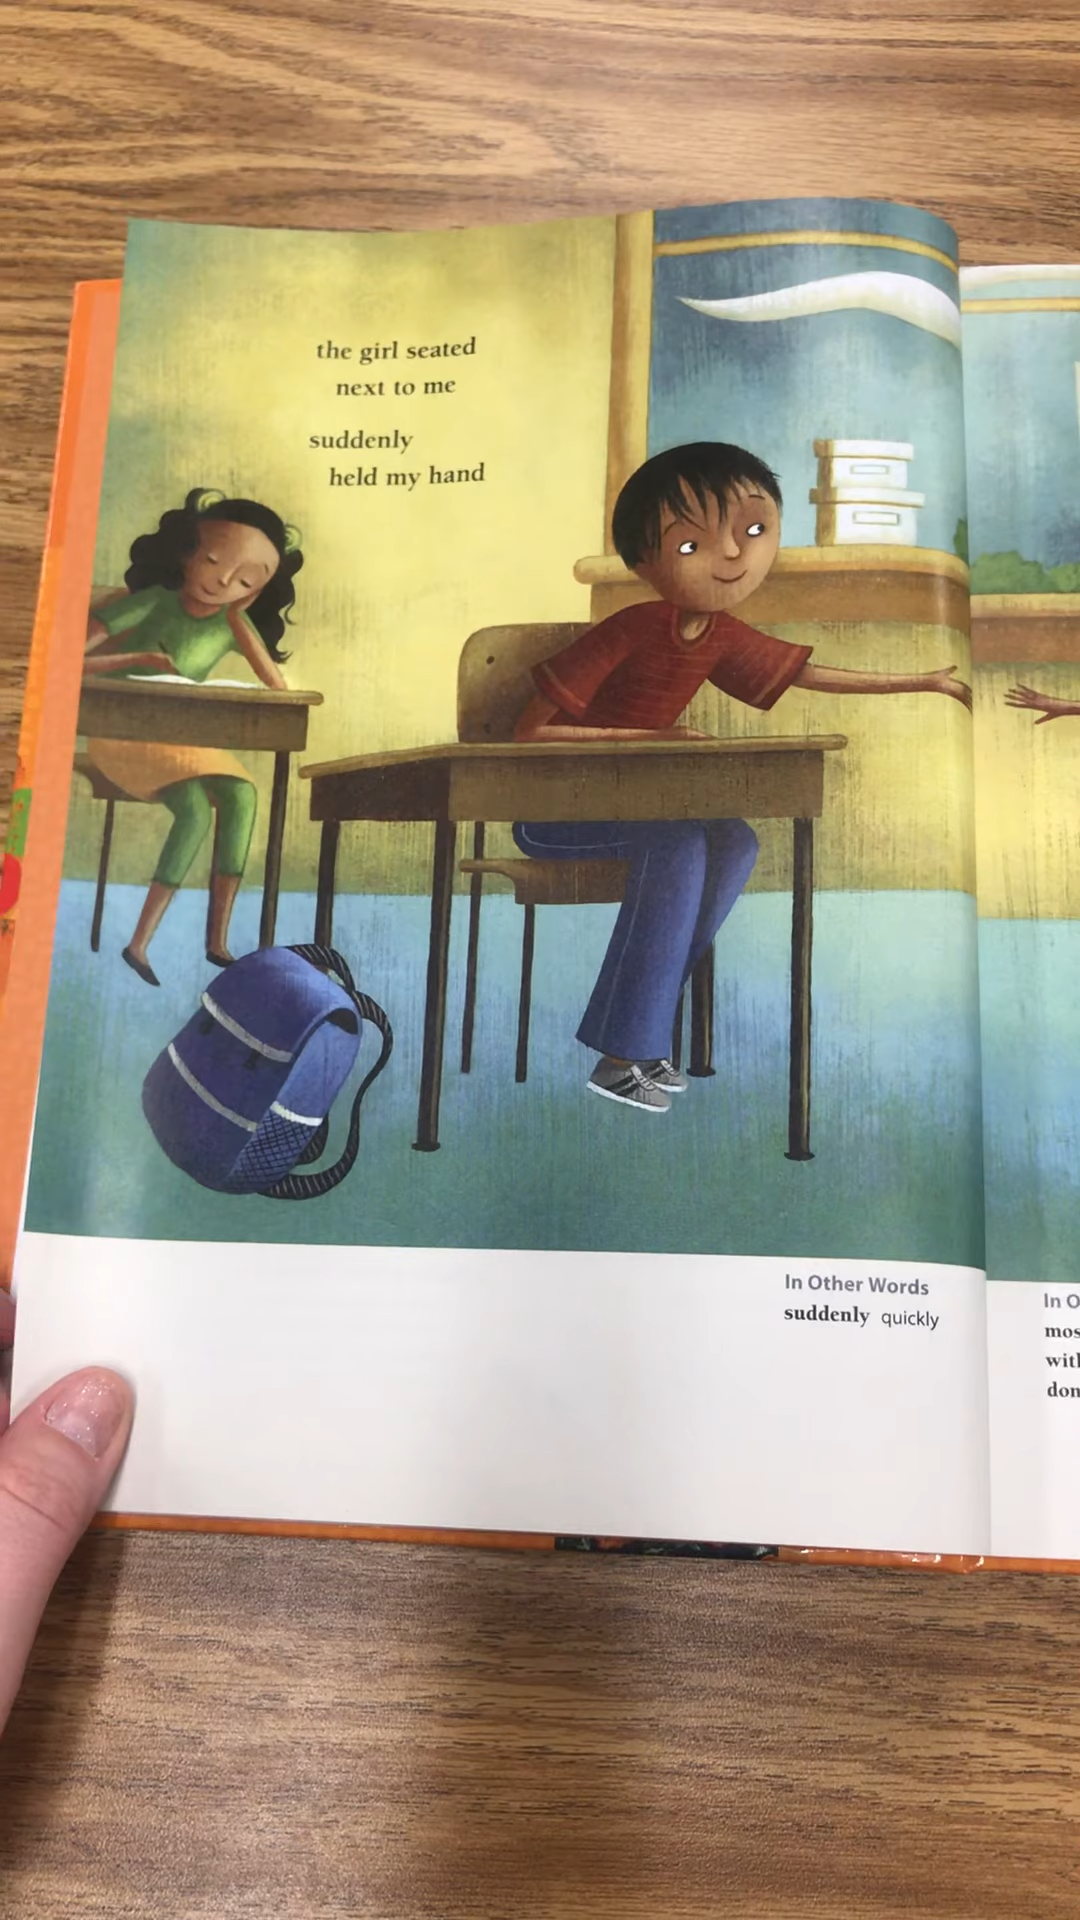 the girl seated
next to me
suddenly
held my hand
In Other Words
suddenly quickly